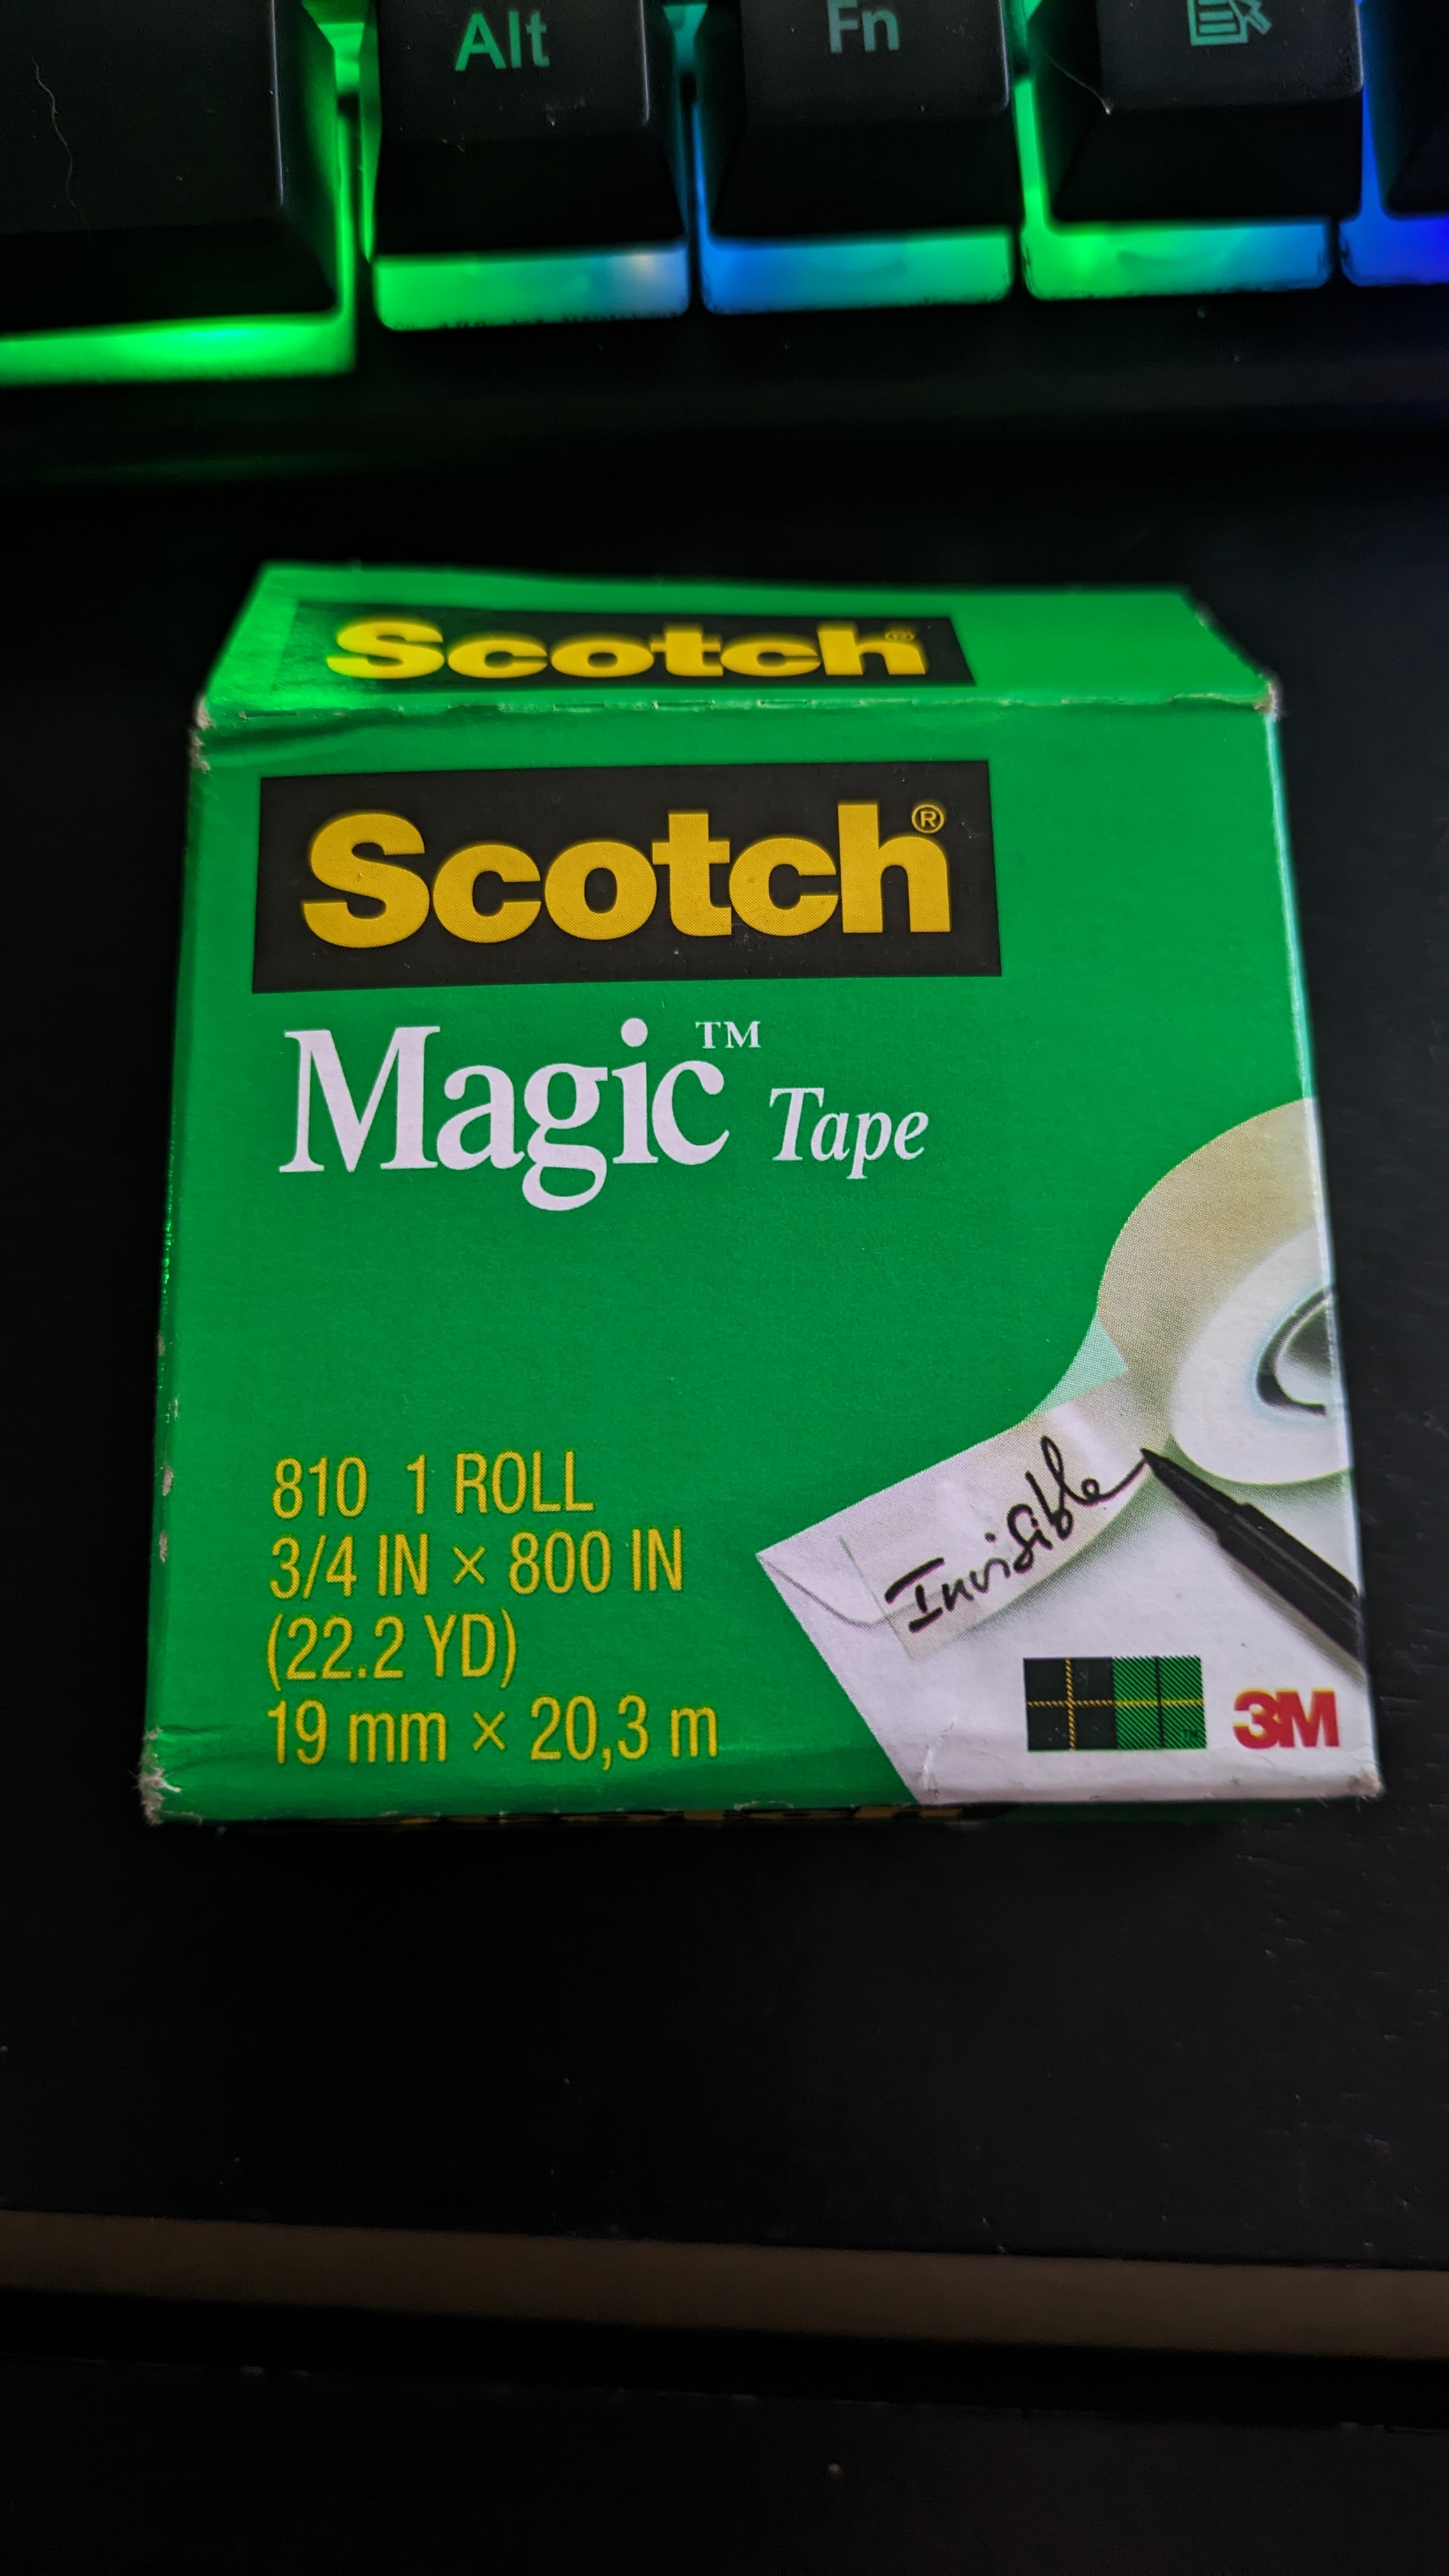 Alt Fn
Scotch®
Scotch®
Magic™ Tape
810 1 ROLL
3/4 IN × 800 IN
(22.2 YD)
19 mm × 20,3 m
Invisible
™
3M